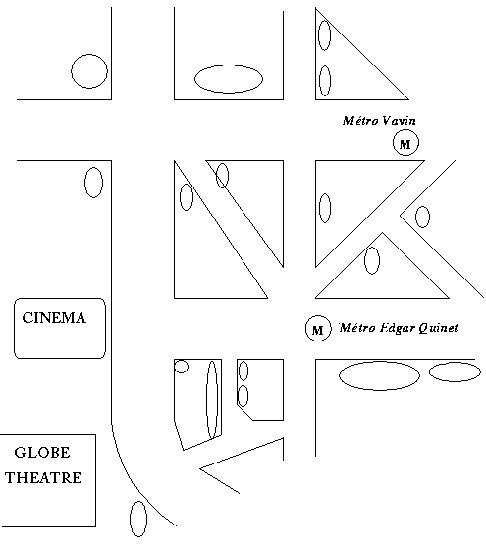 Métro Vavin
M
CINEMA
M
Métro Edgar Quinet
GLOBE
THEATRE